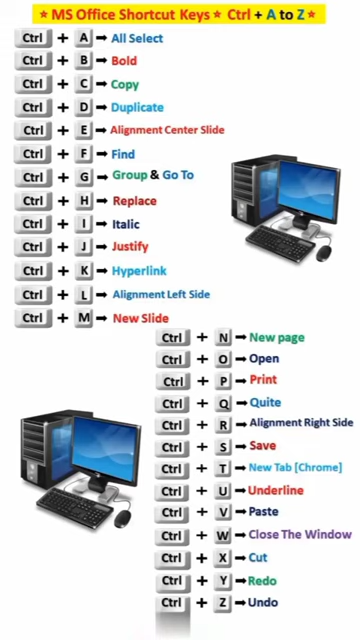 ★ MS Office Shortcut Keys ★ Ctrl + A to Z ★
Ctrl + A → All Select
Ctrl + B → Bold
Ctrl + C → Copy
Ctrl + D → Duplicate
Ctrl + E → Alignment Center Slide
Ctrl + F → Find
Ctrl + G → Group & Go To
Ctrl + H → Replace
Ctrl + I → Italic
Ctrl + J → Justify
Ctrl + K → Hyperlink
Ctrl + L → Alignment Left Side
Ctrl + M → New Slide
Ctrl + N → New page
Ctrl + O → Open
Ctrl + P → Print
Ctrl + Q → Quite
Ctrl + R → Alignment Right Side
Ctrl + S → Save
Ctrl + T → New Tab [Chrome]
Ctrl + U → Underline
Ctrl + V → Paste
Ctrl + W → Close The Window
Ctrl + X → Cut
Ctrl + Y → Redo
Ctrl + Z → Undo